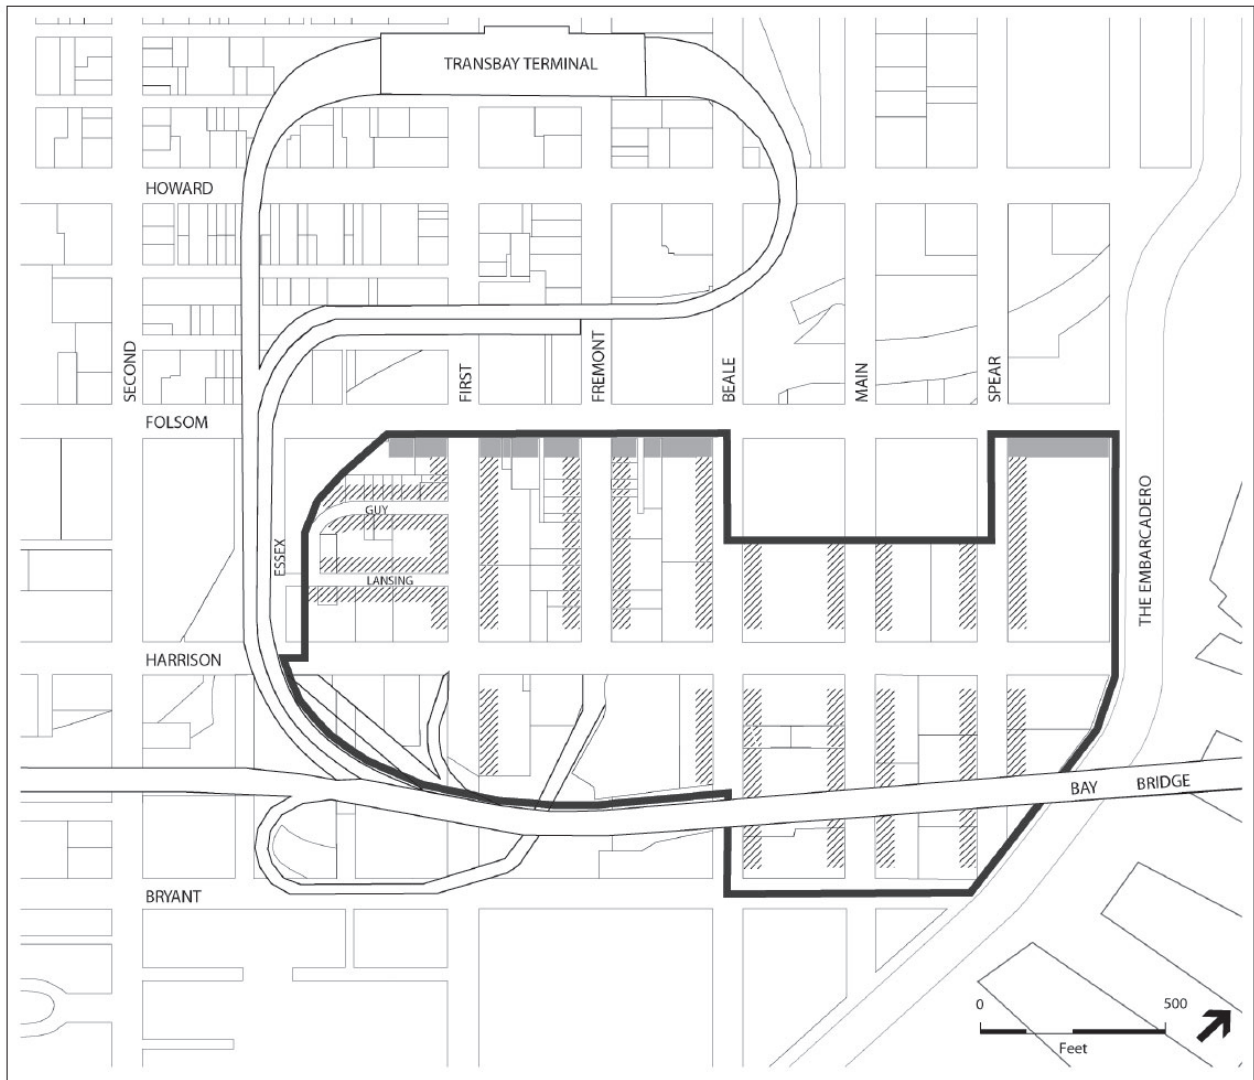 TRANSBAY TERMINAL
HOWARD
SECOND
FIRST
FREMONT
BEALE
MAIN
SPEAR
FOLSOM
THE EMBARCADERO
GUY
ESSEX
LANSING
HARRISON
BAY BRIDGE
BRYANT
0 500
Feet